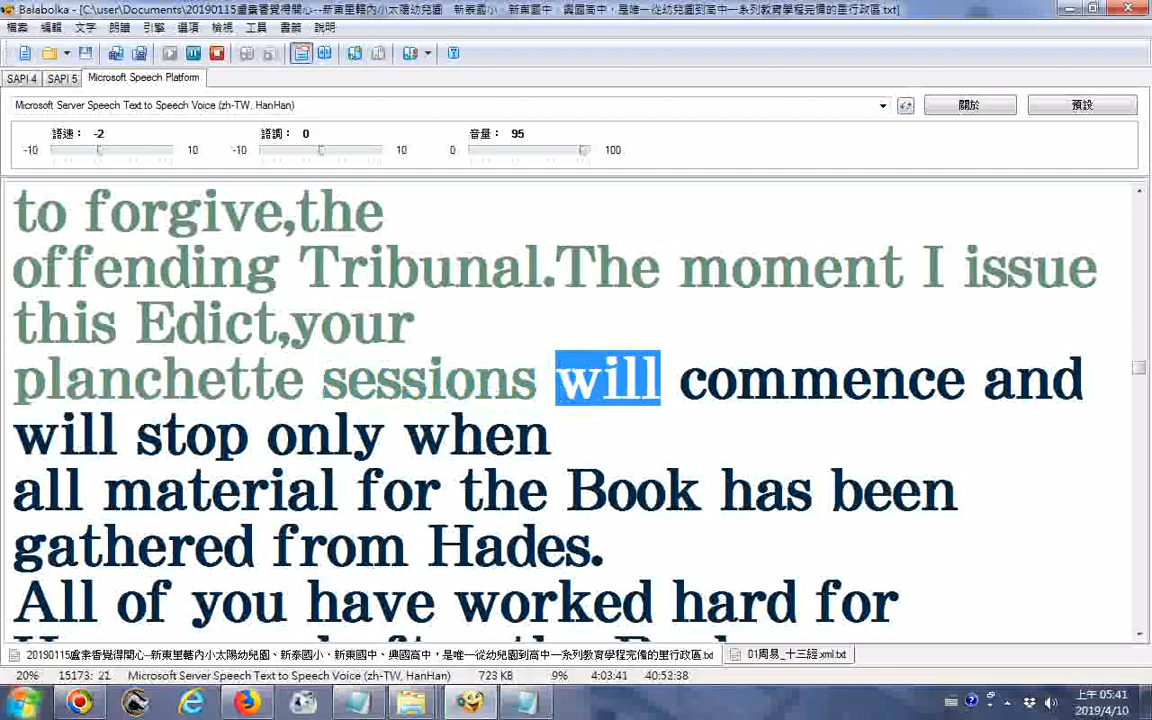 Balabolka - [C:\user\Documents\20190115盧素香覺得開心--新東里轄內小太陽幼兒園、新泰國小、新東國中、興國高中，是唯一從幼兒園到高中一系列教育學程完備的里行政區.txt]
檔案 編輯 文字 朗讀 引擎 選項 檢視 工具 書籤 說明
SAPI 4 SAPI 5 Microsoft Speech Platform
Microsoft Server Speech Text to Speech Voice (zh-TW, HanHan) 關於 預設
語速： -2 語調： 0 音量： 95
-10 10 -10 10 0 100
to forgive,the
offending Tribunal.The moment I issue
this Edict,your
planchette sessions will commence and
will stop only when
all material for the Book has been
gathered from Hades.
All of you have worked hard for
20190115盧素香覺得開心--新東里轄內小太陽幼兒園、新泰國小、新東國中、興國高中，是唯一從幼兒園到高中一系列教育學程完備的里行政區.txt 01周易_十三經.xml.txt
20% 15173: 21 Microsoft Server Speech Text to Speech Voice (zh-TW, HanHan) 723 KB 9% 4:03:41 40:53:38
上午 05:41
2019/4/10